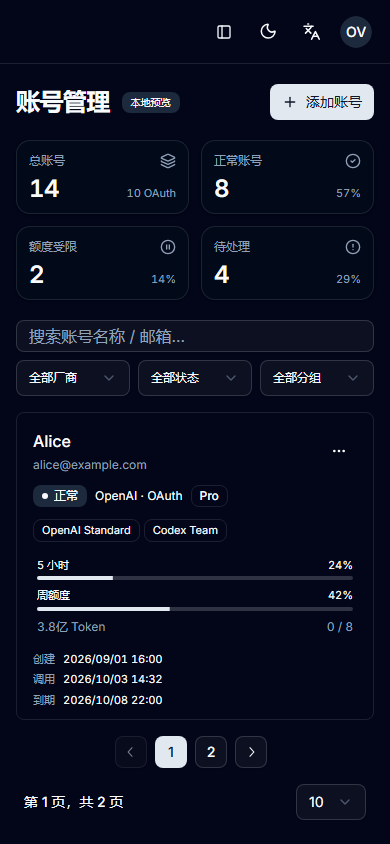 OV
账号管理 本地预览 添加账号
总账号 正常账号
14 10 OAuth 8 57%
额度受限 待处理
2 14% 4 29%
搜索账号名称 / 邮箱...
全部厂商 全部状态 全部分组
Alice
alice@example.com
正常 OpenAI · OAuth Pro
OpenAI Standard Codex Team
5 小时 24%
周额度 42%
3.8亿 Token 0 / 8
创建 2026/09/01 16:00
调用 2026/10/03 14:32
到期 2026/10/08 22:00
1 2
第 1 页，共 2 页 10